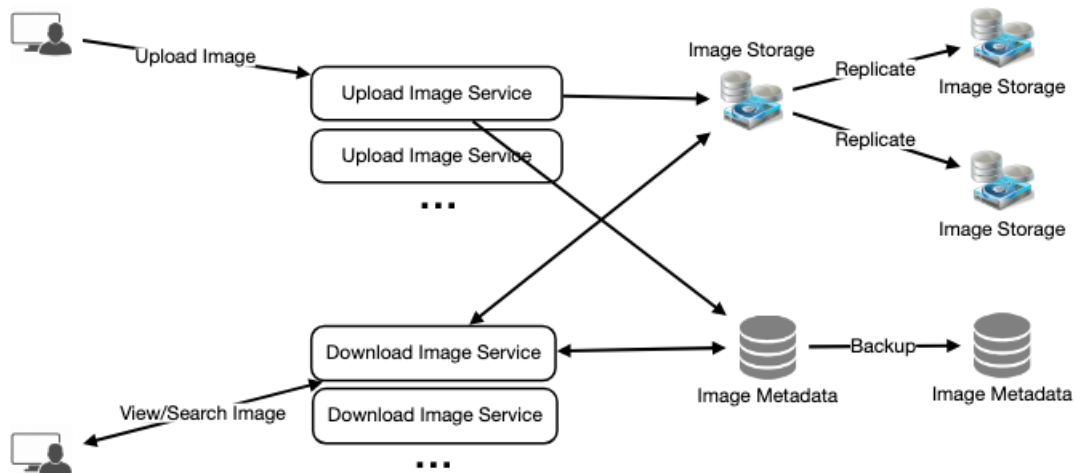 Upload Image
Upload Image Service
Upload Image Service
...
Image Storage
Replicate
Image Storage
Replicate
Image Storage
Download Image Service
Download Image Service
...
View/Search Image
Image Metadata
Backup
Image Metadata